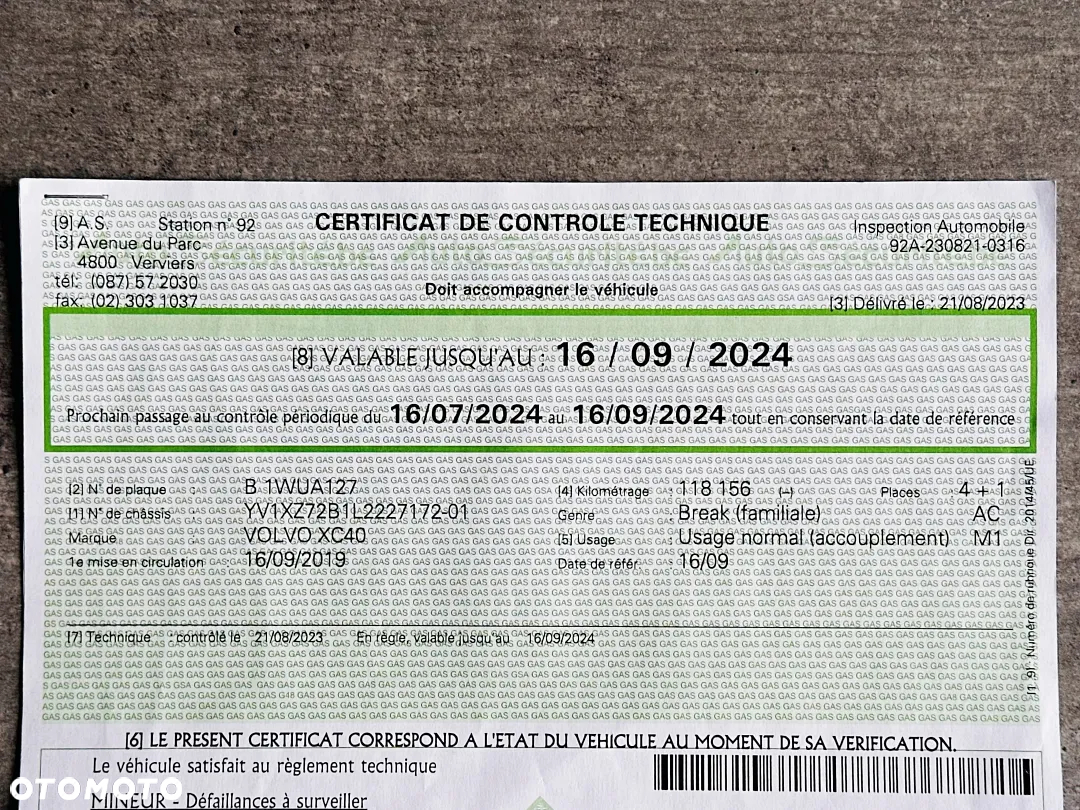 [9] A.S. Station n° 92 CERTIFICAT DE CONTROLE TECHNIQUE Inspection Automobile
[3] Avenue du Parc 92A-230821-0316
4800 Verviers
tél: (087) 57 2030 Doit accompagner le véhicule
fax: (02) 303 1037 [3] Délivré le : 21/08/2023
[8] VALABLE JUSQU'AU : 16 / 09 / 2024
Prochain passage au contrôle périodique du 16/07/2024 au 16/09/2024 tout en conservant la date de référence
[2] N° de plaque : B 1WUA127 [4] Kilométrage : 118 156 (--) Places : 4 + 1
[1] N° de châssis : YV1XZ72B1L2227172-01 Genre : Break (familiale) AC
Marque VOLVO XC40 [5] Usage Usage normal (accouplement) M1
1e mise en circulation 16/09/2019 Date de référ : 16/09
[7] Technique : contrôlé le 21/08/2023 En règle, valable jusqu'au 16/09/2024
[6] LE PRESENT CERTIFICAT CORRESPOND A L'ETAT DU VEHICULE AU MOMENT DE SA VERIFICATION.
Le véhicule satisfait au règlement technique
MINEUR - Défaillances à surveiller
OTOMOTO